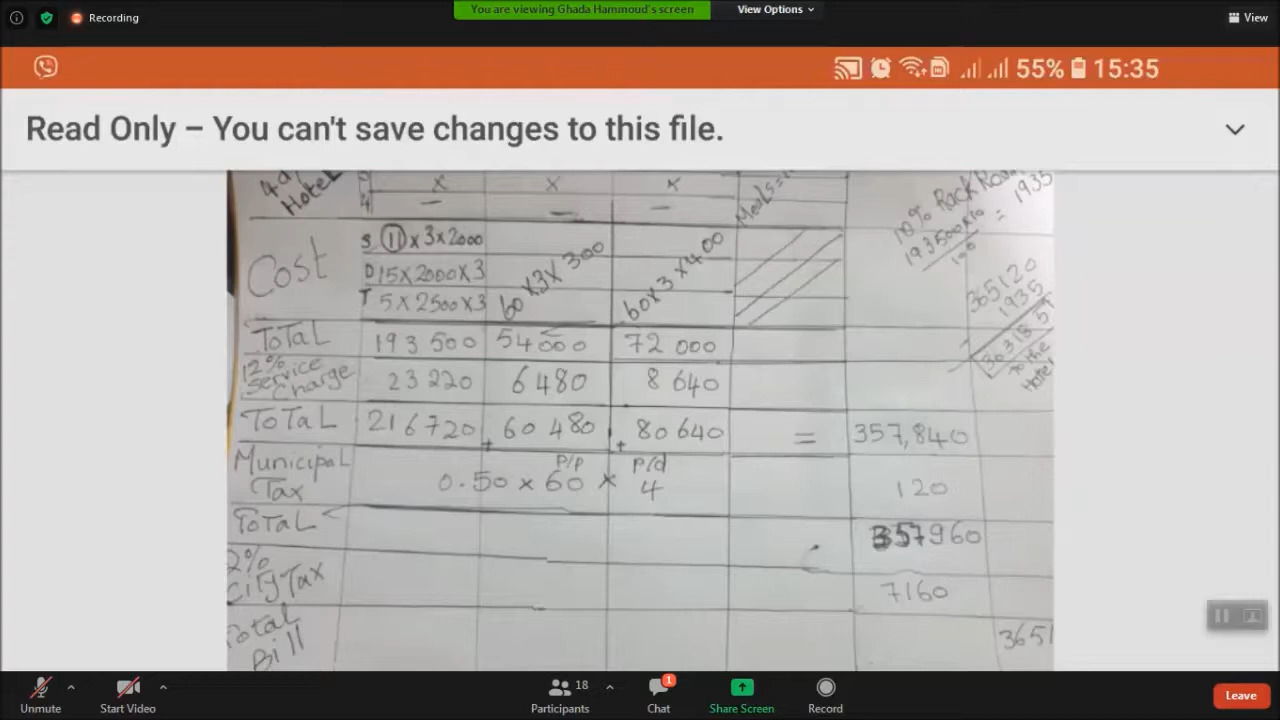 Recording
You are viewing Ghada Hammoud's screen
View Options
View
55% 15:35
Read Only – You can't save changes to this file.
Hotel
x x x
Cost
S. 11 x 3 x 2000
D 15 x 2000 x 3
T 5 x 2500 x 3
60 x 3 x 300
60 x 3 x 400
10% Rack
193500 x 10
100
= 1935
365120
1935
to the
Hotel
Total 193 500 54 000 72 000
12% Service Charge 23 220 6 480 8 640
Total 216 720 + 60 480 + 80 640 = 357,840
Municipal Tax 0.50 x 60 P/P x 4 P/d 120
Total 357960
2% City Tax 7160
Total Bill 3651
Unmute
Start Video
18
Participants
1
Chat
Share Screen
Record
Leave